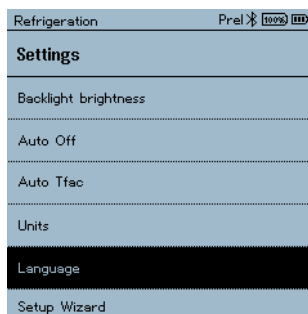 Refrigeration Prel 100%
Settings
Backlight brightness
Auto Off
Auto Tfac
Units
Language
Setup Wizard